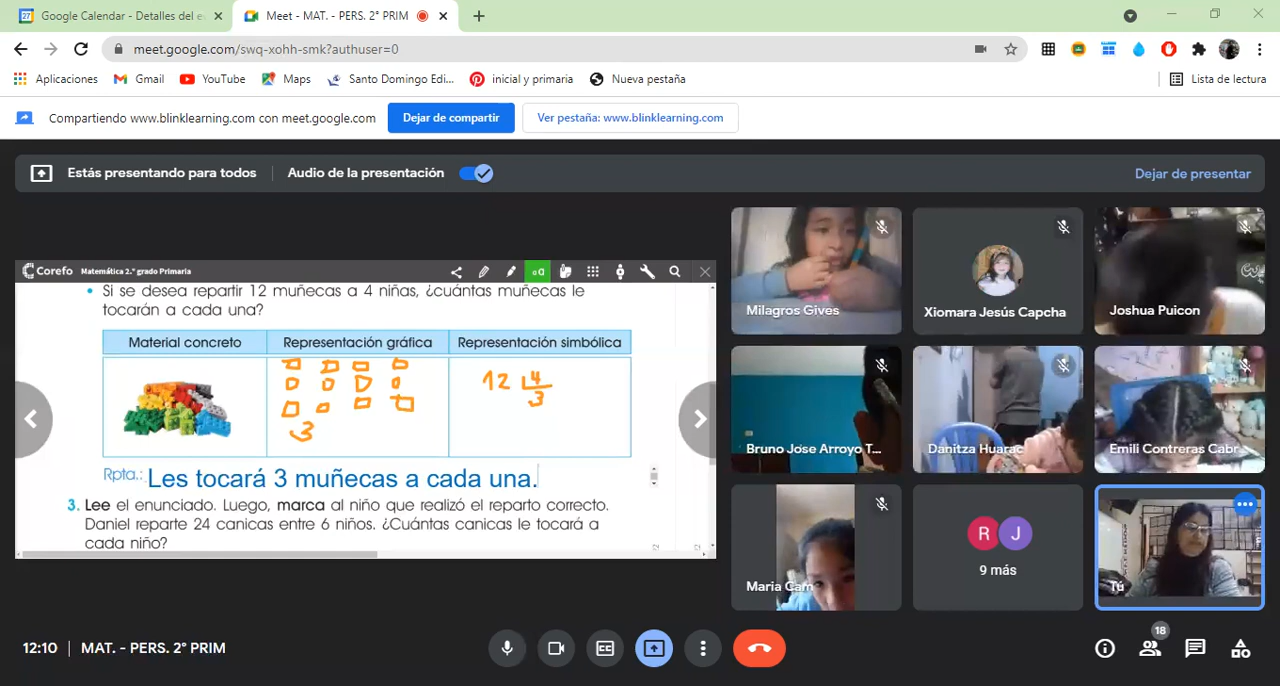 Google Calendar - Detalles del e
Meet - MAT. - PERS. 2° PRIM
meet.google.com/swq-xohh-smk?authuser=0
Aplicaciones
Gmail
YouTube
Maps
Santo Domingo Edi...
inicial y primaria
Nueva pestaña
Lista de lectura
Compartiendo www.blinklearning.com con meet.google.com
Dejar de compartir
Ver pestaña: www.blinklearning.com
Estás presentando para todos
Audio de la presentación
Dejar de presentar
Corefo Matemática 2.° grado Primaria
• Si se desea repartir 12 muñecas a 4 niñas, ¿cuántas muñecas le
tocarán a cada una?
Material concreto
Representación gráfica
Representación simbólica
3
12 4
3
Rpta.: Les tocará 3 muñecas a cada una.
3. Lee el enunciado. Luego, marca al niño que realizó el reparto correcto.
Daniel reparte 24 canicas entre 6 niños. ¿Cuántas canicas le tocará a
cada niño?
Milagros Gives
Xiomara Jesús Capcha
Joshua Puicon
Bruno Jose Arroyo T...
Danitza Huarac
Emili Contreras Cabr
Maria Cam
R
J
9 más
Tú
12:10 | MAT. - PERS. 2° PRIM
18